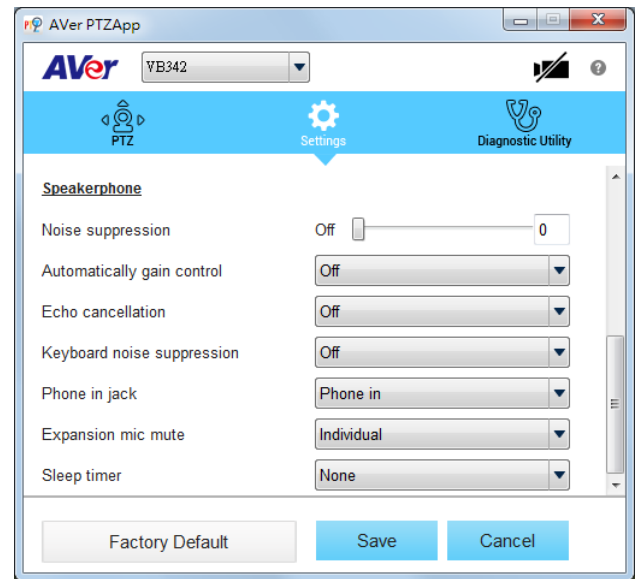 AVer PTZApp
AVer VB342 ?
PTZ Settings Diagnostic Utility
Speakerphone
Noise suppression Off 0
Automatically gain control Off
Echo cancellation Off
Keyboard noise suppression Off
Phone in jack Phone in
Expansion mic mute Individual
Sleep timer None
Factory Default Save Cancel